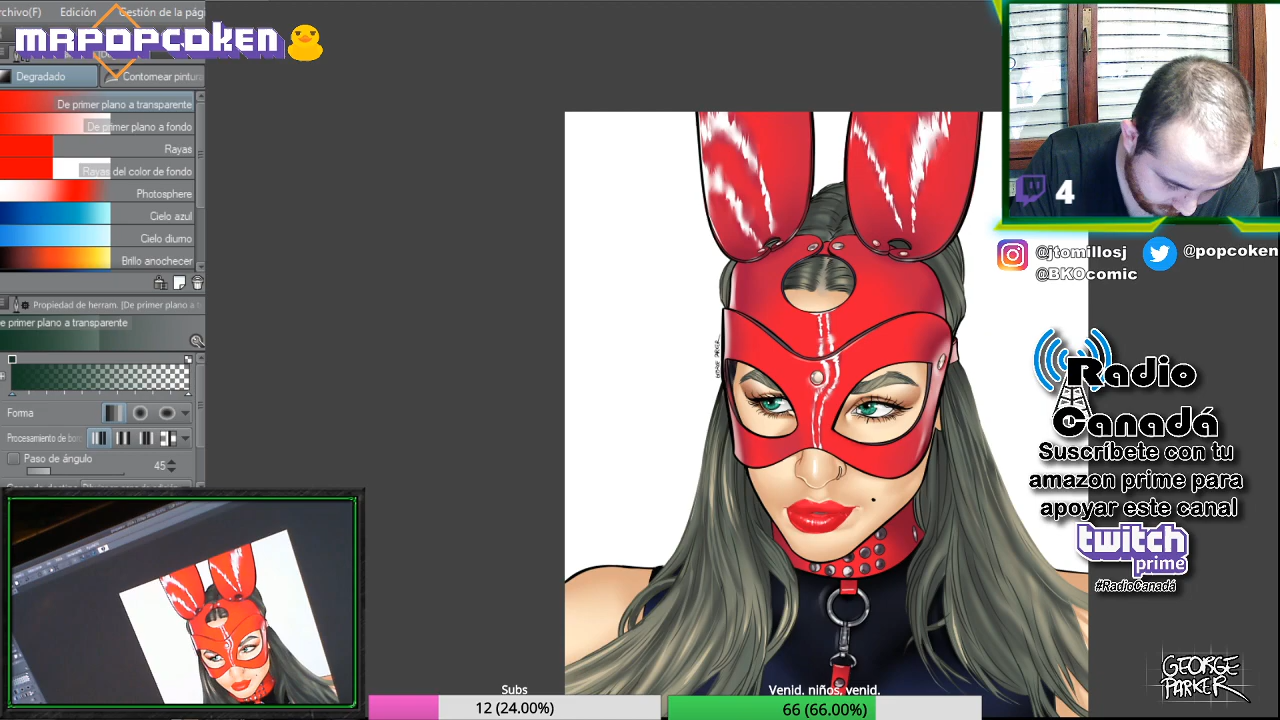 rchivo(F) Edición Gestión de la pág
MRPOPCOKEN
Degradado
Contornear pintura
De primer plano a transparente
De primer plano a fondo
Rayas
Rayas del color de fondo
Photosphere
Cielo azul
Cielo diurno
Brillo anochecer
Propiedad de herram. [De primer plano a t
De primer plano a transparente
Forma
Procesamiento de bor
Paso de ángulo
45
4
@jtomillosj
@BKOcomic
@popcoken
Radio
Canadá
Suscríbete con tu
amazon prime para
apoyar este canal
twitch
prime
#RadioCanadá
GEORGE PARKER
GEORGE
PARKER
Subs
12 (24.00%)
Venid, niños, venid.
66 (66.00%)